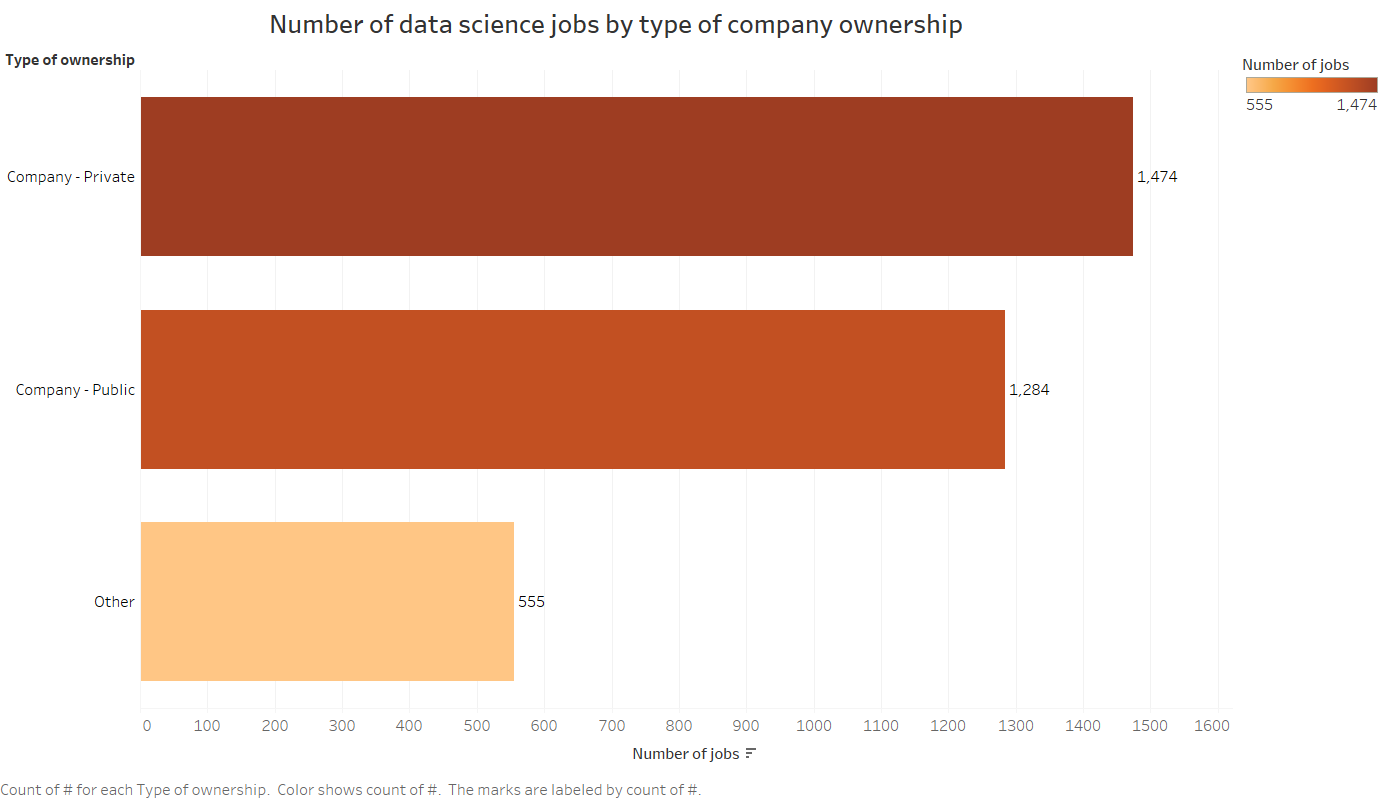 Number of data science jobs by type of company ownership
Type of ownership
Number of jobs
555 1,474
Company - Private
1,474
Company - Public
1,284
Other
555
0 100 200 300 400 500 600 700 800 900 1000 1100 1200 1300 1400 1500 1600
Number of jobs
Count of # for each Type of ownership.  Color shows count of #.  The marks are labeled by count of #.